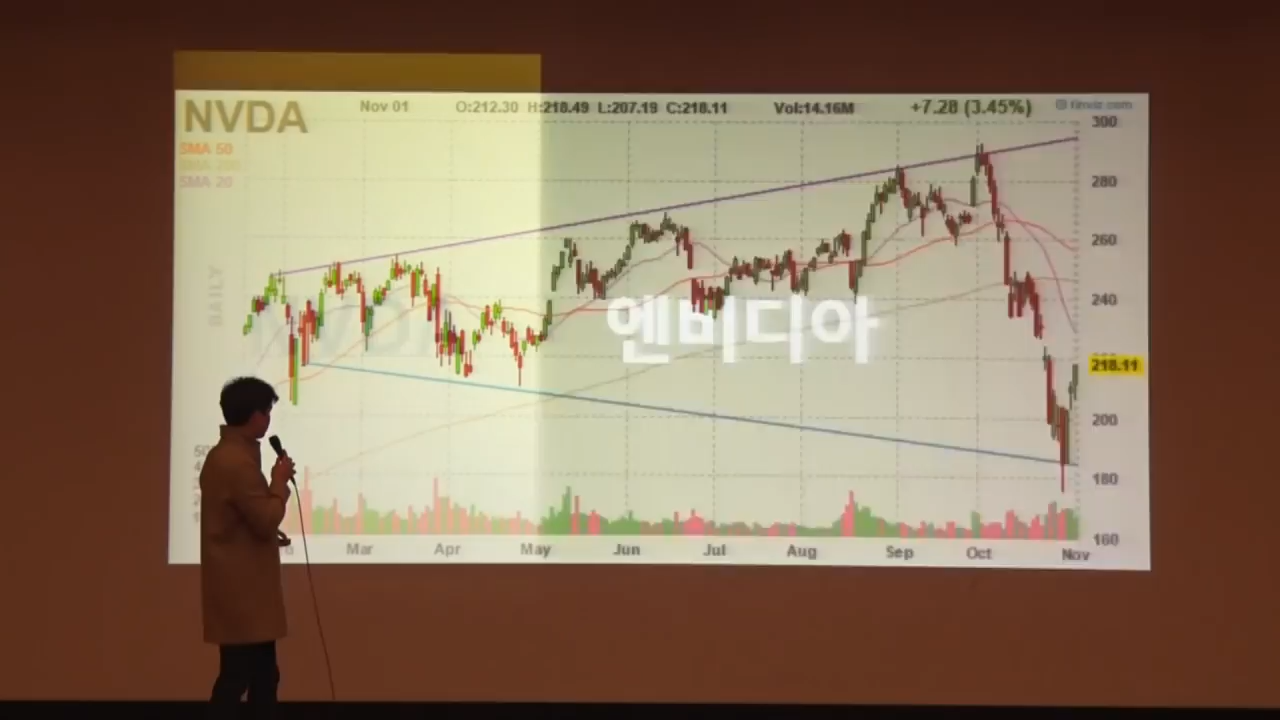 NVDA
Nov 01 O:212.30 H:218.49 L:207.19 C:218.11 Vol:14.16M +7.28 (3.45%) © finviz.com
SMA 50
SMA 200
SMA 20
DAILY
NVD
엔비디아
300
280
260
240
218.11
200
180
160
Mar Apr May Jun Jul Aug Sep Oct Nov